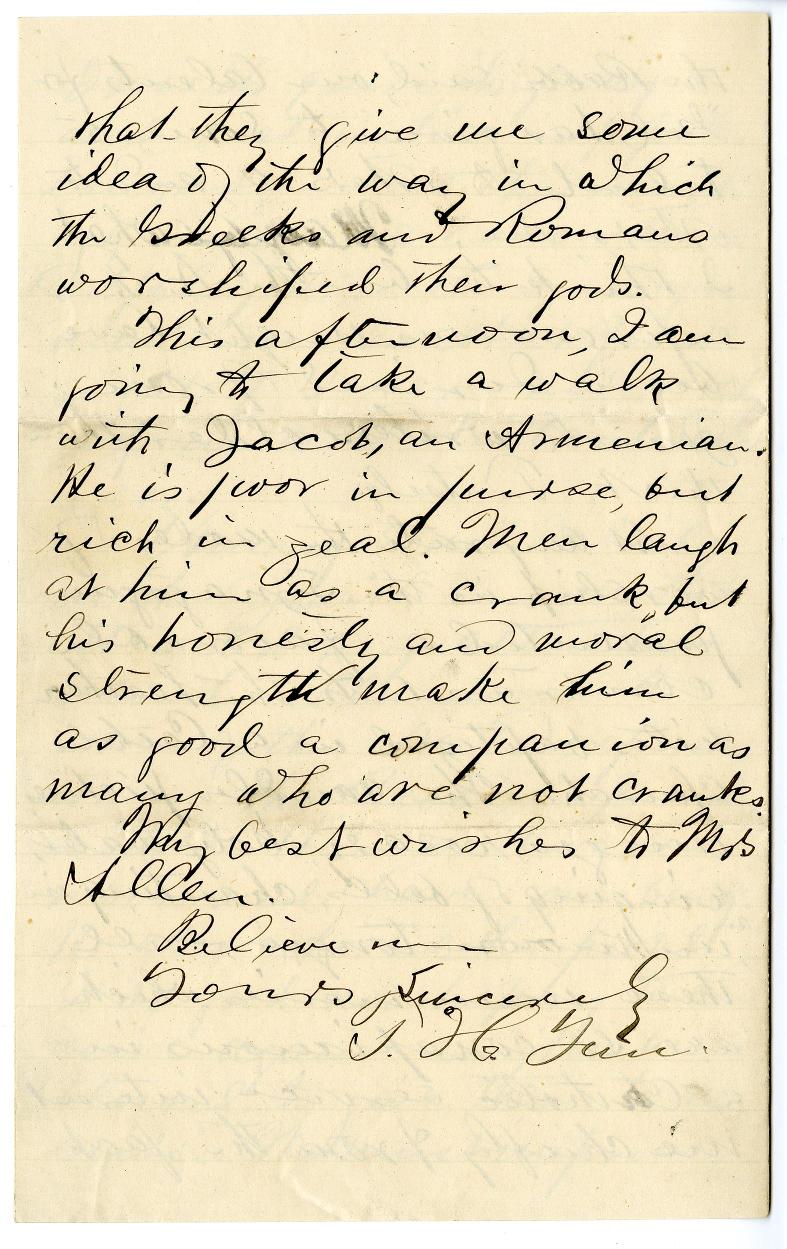 that they give me some
idea of the way in which
the Greeks and Romans
worshiped their gods.
This afternoon, I am
going to take a walk
with Jacob, an Armenian.
He is poor in purse, but
rich in zeal. Men laugh
at him as a crank, but
his honesty and moral
strength make him
as good a companion as
many who are not cranks.
My best wishes to Mrs
Allen.
Believe me
Yours sincerely
T. H. Yun.